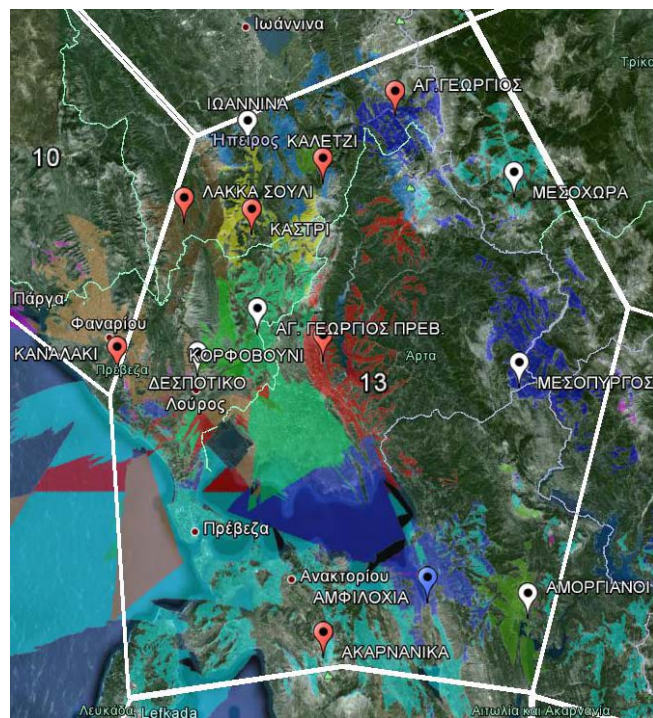 Ιωάννινα
Τρίκα
ΑΓ.ΓΕΩΡΓΙΟΣ
ΙΩΑΝΝΙΝΑ
Ήπειρος
ΚΑΛΕΤΖΙ
10
ΜΕΣΟΧΩΡΑ
ΛΑΚΚΑ ΣΟΥΛΙ
ΚΑΣΤΡΙ
Πάργα
Φαναρίου
ΑΓ. ΓΕΩΡΓΙΟΣ ΠΡΕΒ.
ΚΑΝΑΛΑΚΙ
ΚΟΡΦΟΒΟΥΝΙ
Άρτα
Πρέβεζα
ΜΕΣΟΠΥΡΓΟΣ
ΔΕΣΠΟΤΙΚΟ
13
Λούρος
Πρέβεζα
Ανακτορίου
ΑΜΦΙΛΟΧΙΑ
ΑΜΟΡΓΙΑΝΟΙ
ΑΚΑΡΝΑΝΙΚΑ
Λευκάδα
Lefkada
Αιτωλία και Ακαρνανία